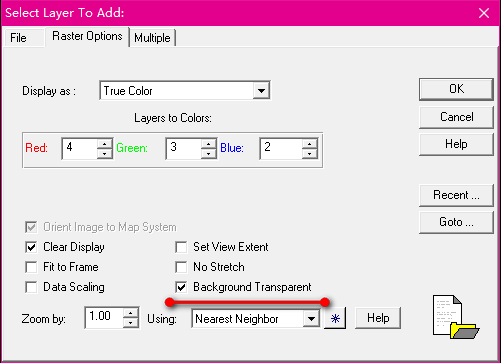 Select Layer To Add:
File Raster Options Multiple
Display as : True Color OK
Layers to Colors: Cancel
Red: 4 Green: 3 Blue: 2 Help
Recent ...
Goto ...
Orient Image to Map System
Clear Display Set View Extent
Fit to Frame No Stretch
Data Scaling Background Transparent
Zoom by: 1.00 Using: Nearest Neighbor Help